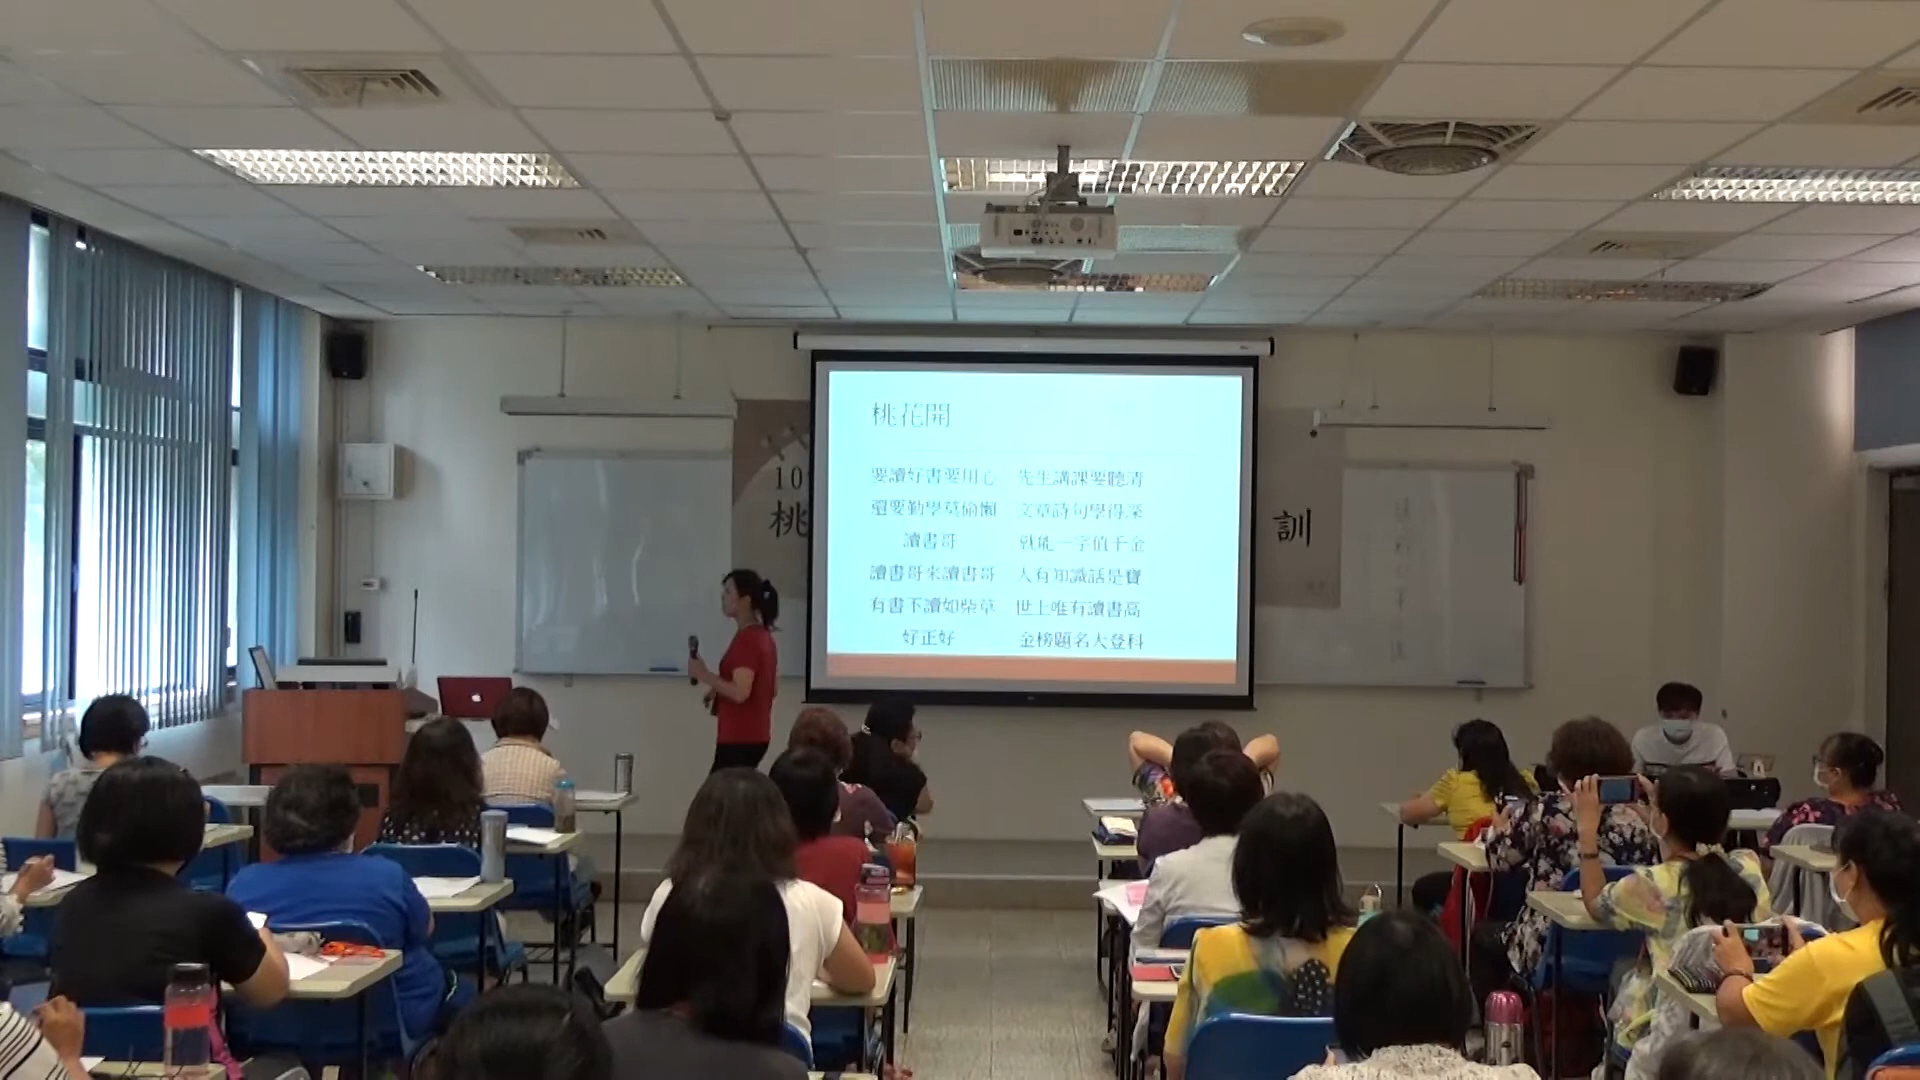 桃花開
要讀好書要用心 先生講課要聽清
還要勤學莫偷懶 文章詩句學得深
讀書哥 就能一字值千金
讀書哥來讀書哥 人有知識話是寶
有書不讀如柴草 世上唯有讀書高
好正好 金榜題名大登科
10
桃
訓